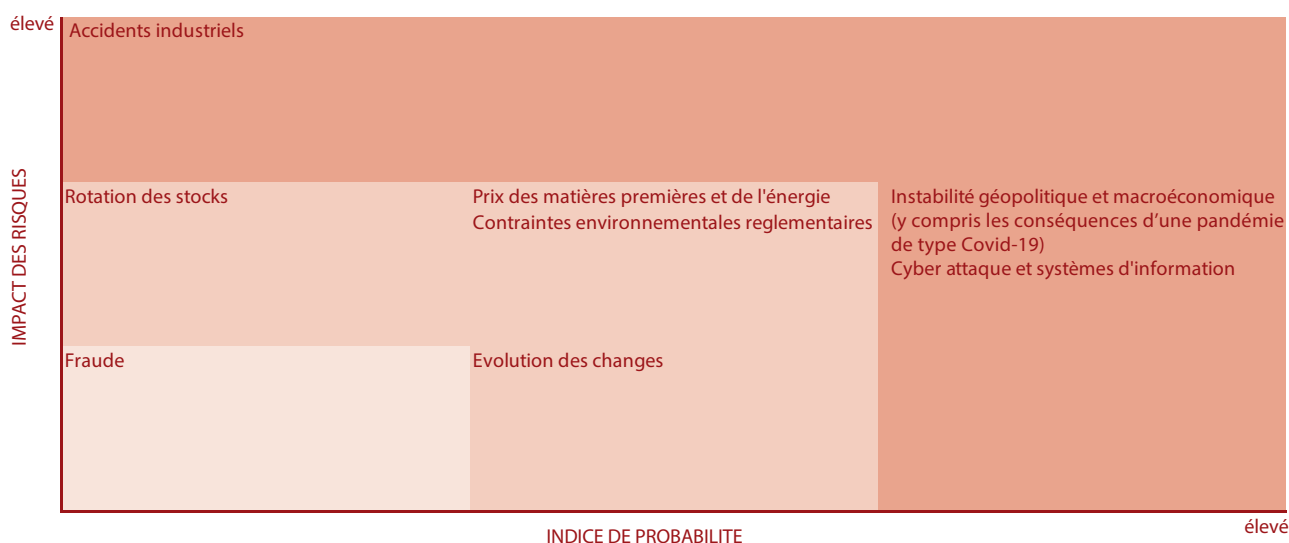 élevé
Accidents industriels
IMPACT DES RISQUES
Rotation des stocks
Prix des matières premières et de l'énergie
Contraintes environnementales reglementaires
Instabilité géopolitique et macroéconomique
(y compris les conséquences d’une pandémie
de type Covid-19)
Cyber attaque et systèmes d'information
Fraude
Evolution des changes
INDICE DE PROBABILITE
élevé